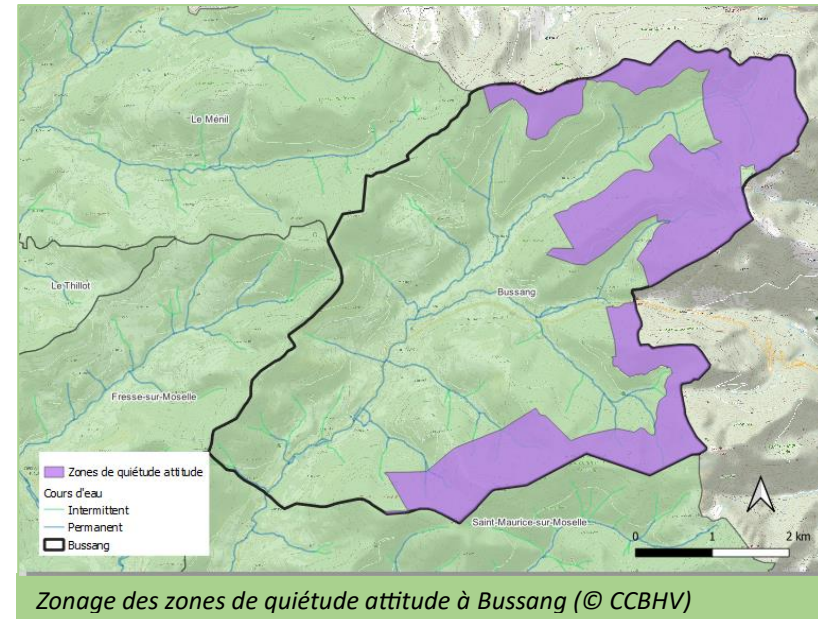 Le Ménil
Le Thillot
Bussang
Fresse-sur-Moselle
Zones de quiétude attitude
Cours d'eau
Intermittent
Permanent
Bussang
Saint-Maurice-sur-Moselle
0 1 2 km
Zonage des zones de quiétude attitude à Bussang (© CCBHV)